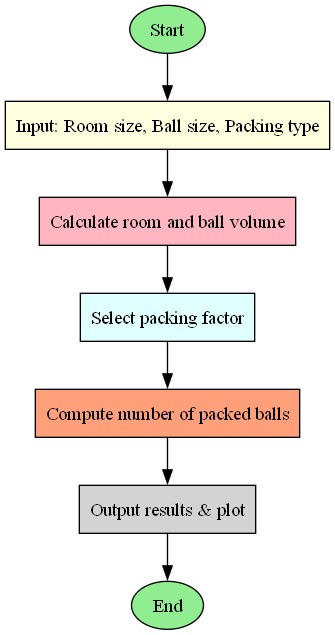 Start
Input: Room size, Ball size, Packing type
Calculate room and ball volume
Select packing factor
Compute number of packed balls
Output results & plot
End